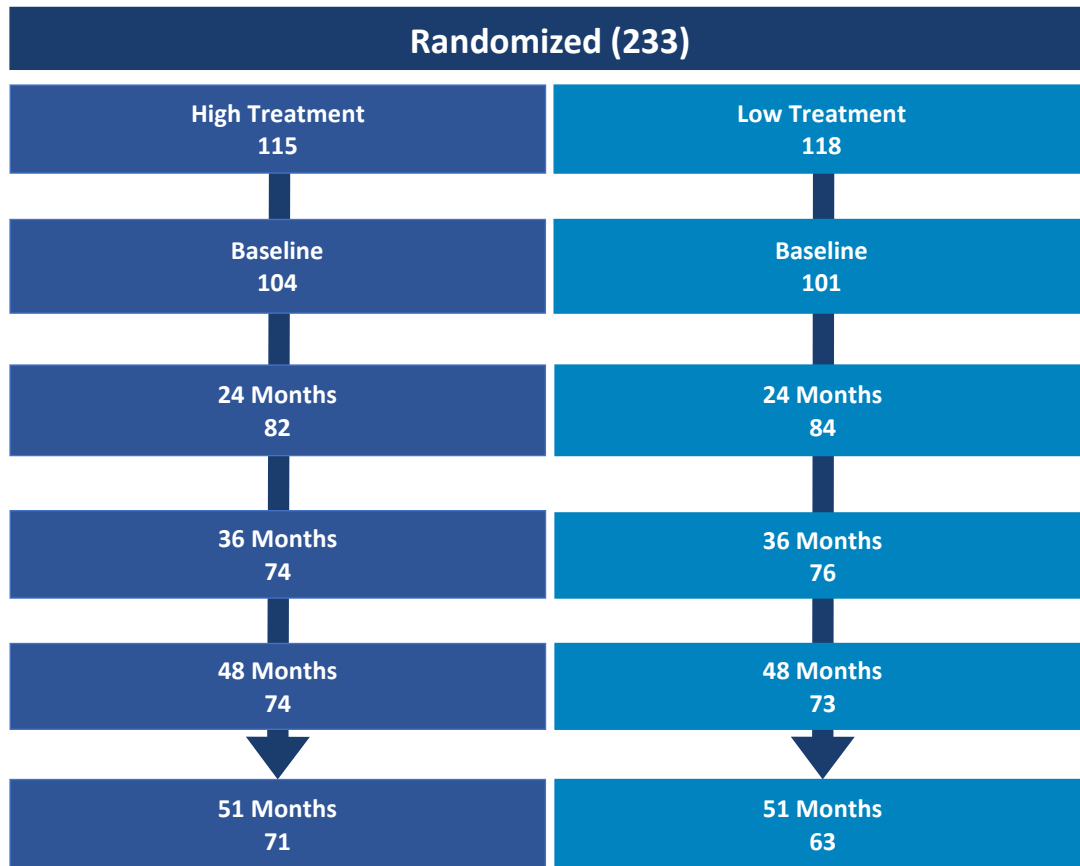 Randomized (233)
High Treatment
115
Low Treatment
118
Baseline
104
Baseline
101
24 Months
82
24 Months
84
36 Months
74
36 Months
76
48 Months
74
48 Months
73
51 Months
71
51 Months
63